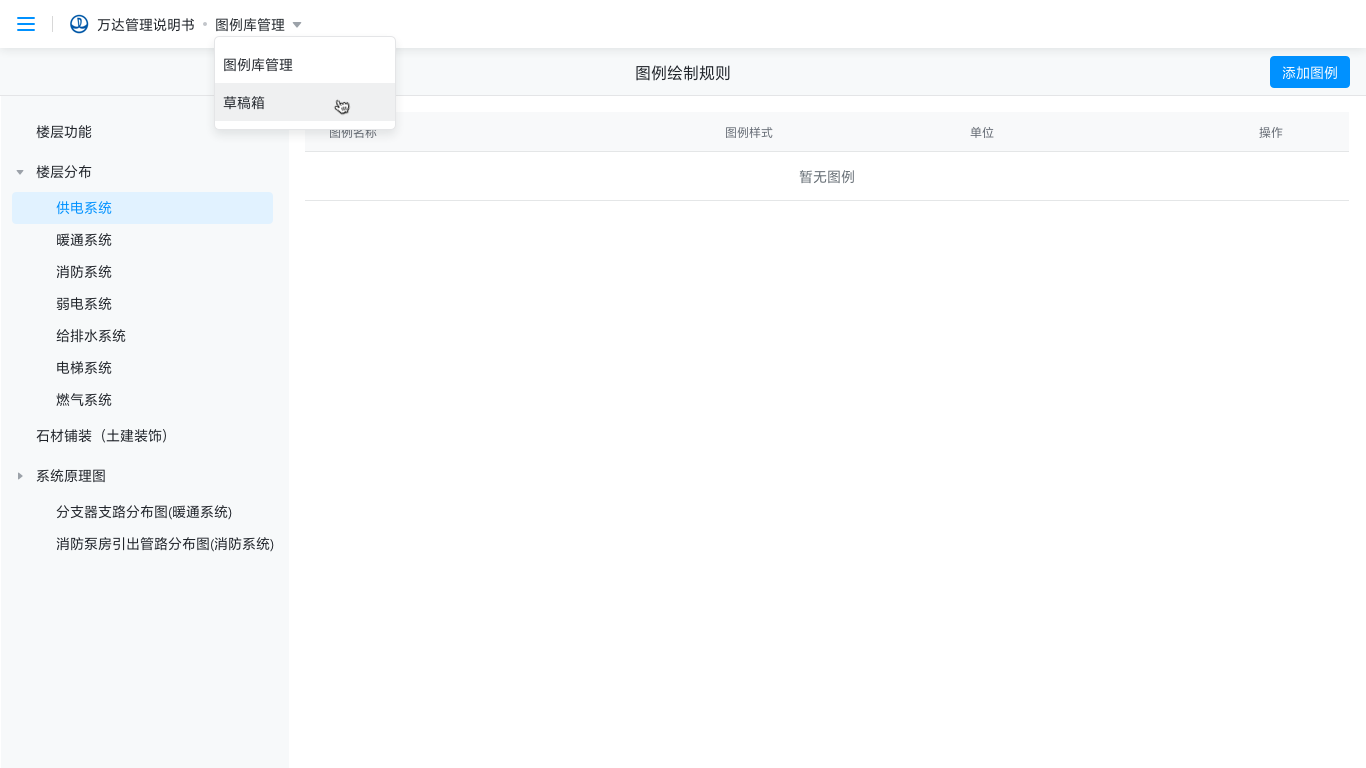 万达管理说明书 • 图例库管理
图例库管理
草稿箱
图例绘制规则
添加图例
楼层功能
楼层分布
供电系统
暖通系统
消防系统
弱电系统
给排水系统
电梯系统
燃气系统
石材铺装（土建装饰）
系统原理图
分支器支路分布图(暖通系统)
消防泵房引出管路分布图(消防系统)
图例名称 图例样式 单位 操作
暂无图例